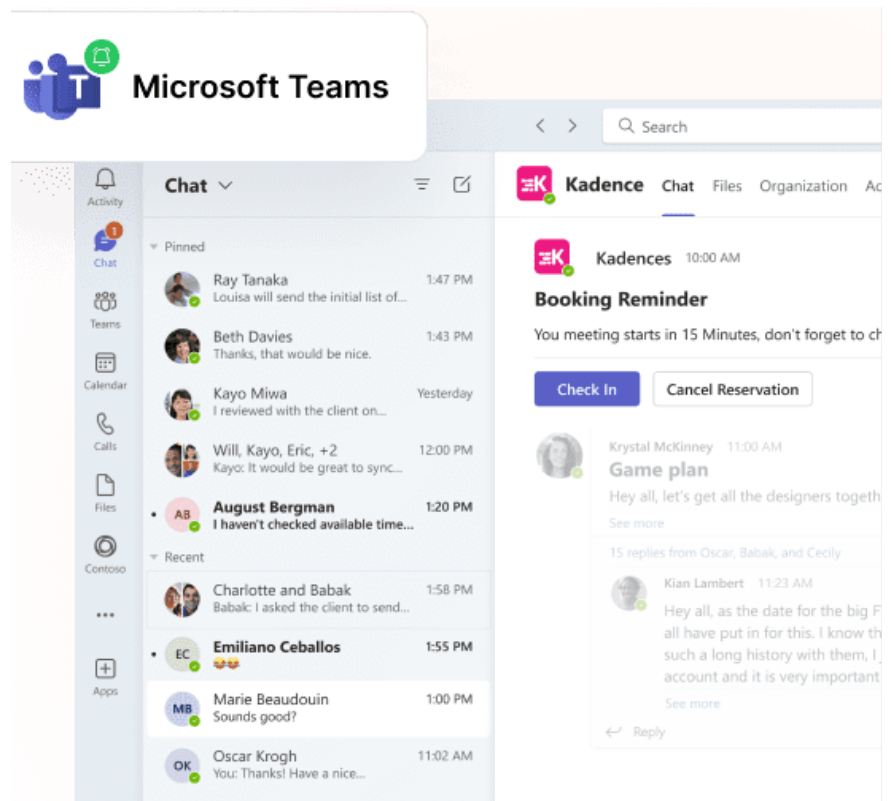 T
Microsoft Teams
Search
Activity
1
Chat
Teams
Calendar
Calls
Files
Contoso
Apps
Chat
Pinned
Ray Tanaka 1:47 PM
Louisa will send the initial list of...
Beth Davies 1:43 PM
Thanks, that would be nice.
Kayo Miwa Yesterday
I reviewed with the client on...
Will, Kayo, Eric, +2 12:00 PM
Kayo: It would be great to sync...
AB
August Bergman 1:20 PM
I haven't checked available time...
Recent
Charlotte and Babak 1:58 PM
Babak: I asked the client to send...
EC
Emiliano Ceballos 1:55 PM
MB
Marie Beaudouin 1:00 PM
Sounds good?
OK
Oscar Krogh 11:02 AM
You: Thanks! Have a nice...
K
Kadence Chat Files Organization
K
Kadences 10:00 AM
Booking Reminder
You meeting starts in 15 Minutes, don't forget to
Check In Cancel Reservation
Krystal McKinney 11:00 AM
Game plan
Hey all, let's get all the designers
See more
15 replies from Oscar, Babak, and Cecily
Kian Lambert 11:23 AM
Hey all, as the date for the big
all have put in for this. I know
such a long history with them, I
account and it is very important
See more
Reply